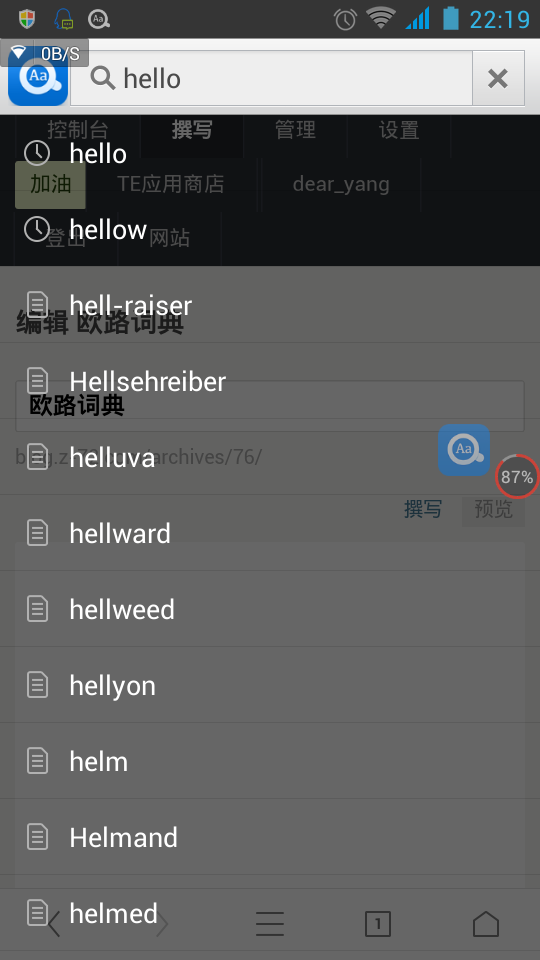 22:19
0B/S
Aa
hello
控制台 撰写 管理 设置
hello
加油 TE应用商店 dear_yang
hellow
登出 网站
hell-raiser
编辑 欧路词典
Hellsehreiber
欧路词典
helluva
archives/76/
Aa
87%
撰写 预览
hellward
hellweed
hellyon
helm
Helmand
helmed
1